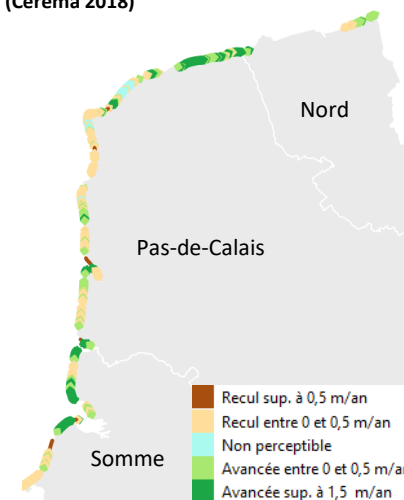 (Cerema 2018)
Nord
Pas-de-Calais
Somme
Recul sup. à 0,5 m/an
Recul entre 0 et 0,5 m/an
Non perceptible
Avancée entre 0 et 0,5 m/an
Avancée sup. à 1,5 m/an